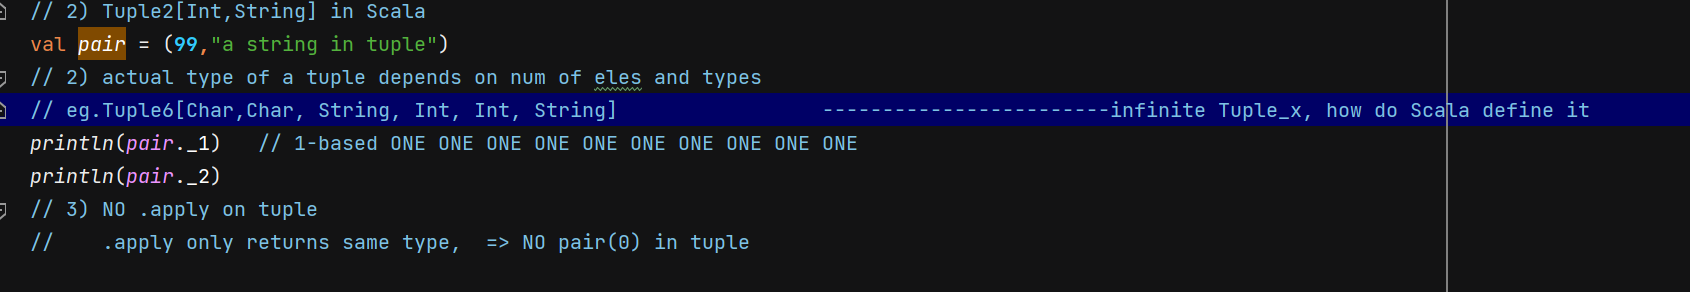 // 2) Tuple2[Int,String] in Scala
val pair = (99,"a string in tuple")
// 2) actual type of a tuple depends on num of eles and types
// eg.Tuple6[Char,Char, String, Int, Int, String]                 ------------------------infinite Tuple_x, how do Scala define it
println(pair._1)   // 1-based ONE ONE ONE ONE ONE ONE ONE ONE ONE ONE
println(pair._2)
// 3) NO .apply on tuple
//    .apply only returns same type,  => NO pair(0) in tuple